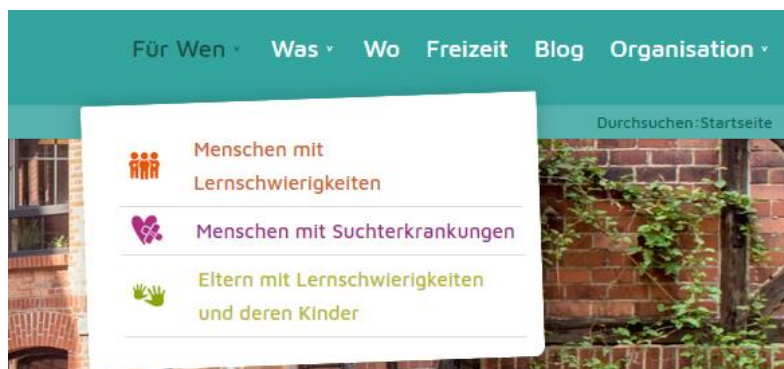 Für Wen Was Wo Freizeit Blog Organisation
Durchsuchen:Startseite
Menschen mit
Lernschwierigkeiten
Menschen mit Suchterkrankungen
Eltern mit Lernschwierigkeiten
und deren Kinder